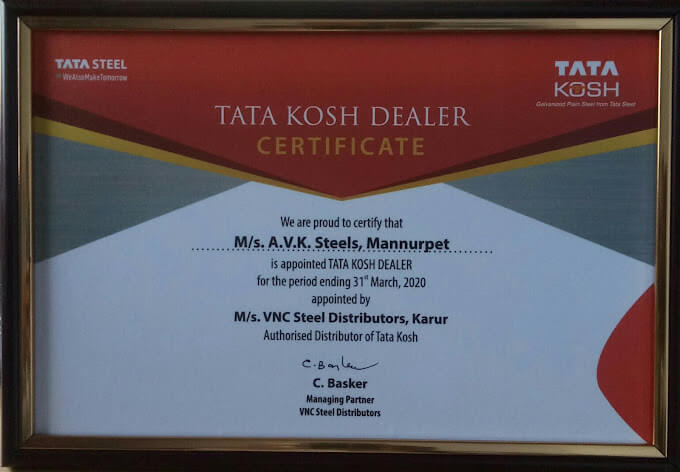 TATA STEEL
#WeAlsoMakeTomorrow
TATA
KOSH
Galvanized Plain Steel from Tata Steel
TATA KOSH DEALER
CERTIFICATE
We are proud to certify that
M/s. A.V.K. Steels, Mannurpet
is appointed TATA KOSH DEALER
for the period ending 31st March, 2020
appointed by
M/s. VNC Steel Distributors, Karur
Authorised Distributor of Tata Kosh
C. Basker
C. Basker
Managing Partner
VNC Steel Distributors